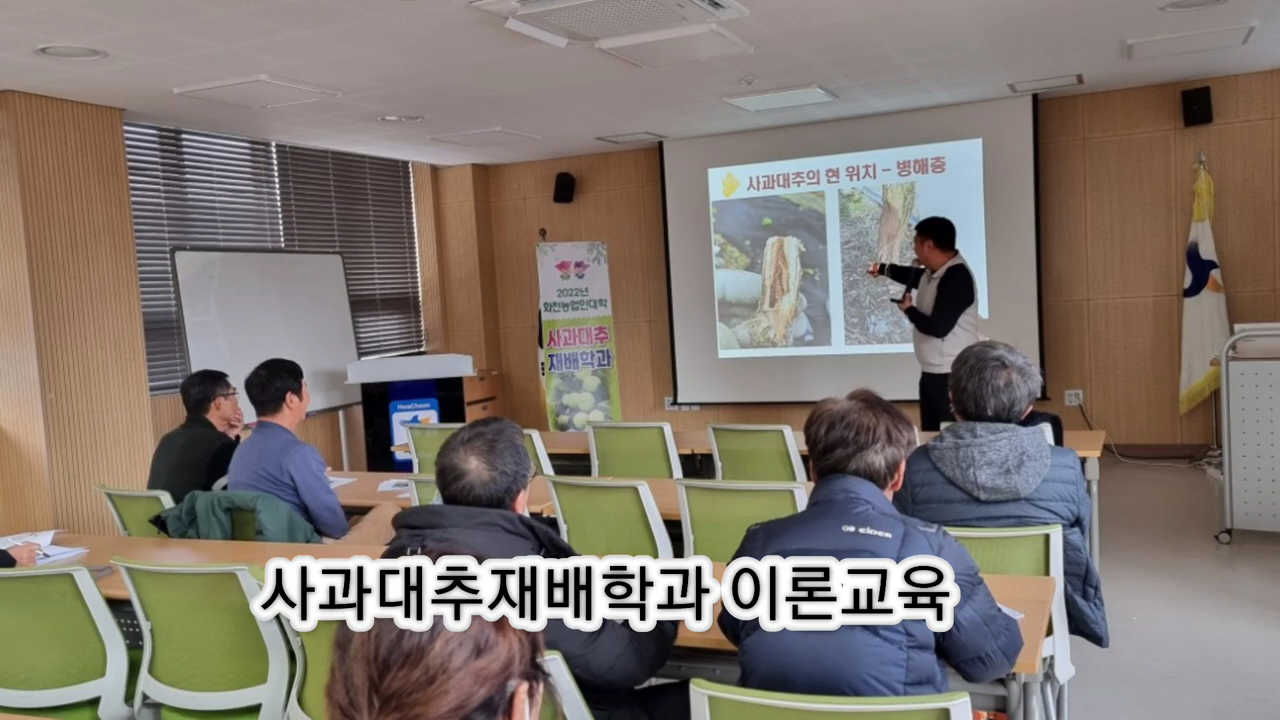 사과대추의 현 위치 - 병해충
2022년
화천농업인대학
사과대추
재배학과
HwaCheon
EIDER
사과대추재배학과 이론교육